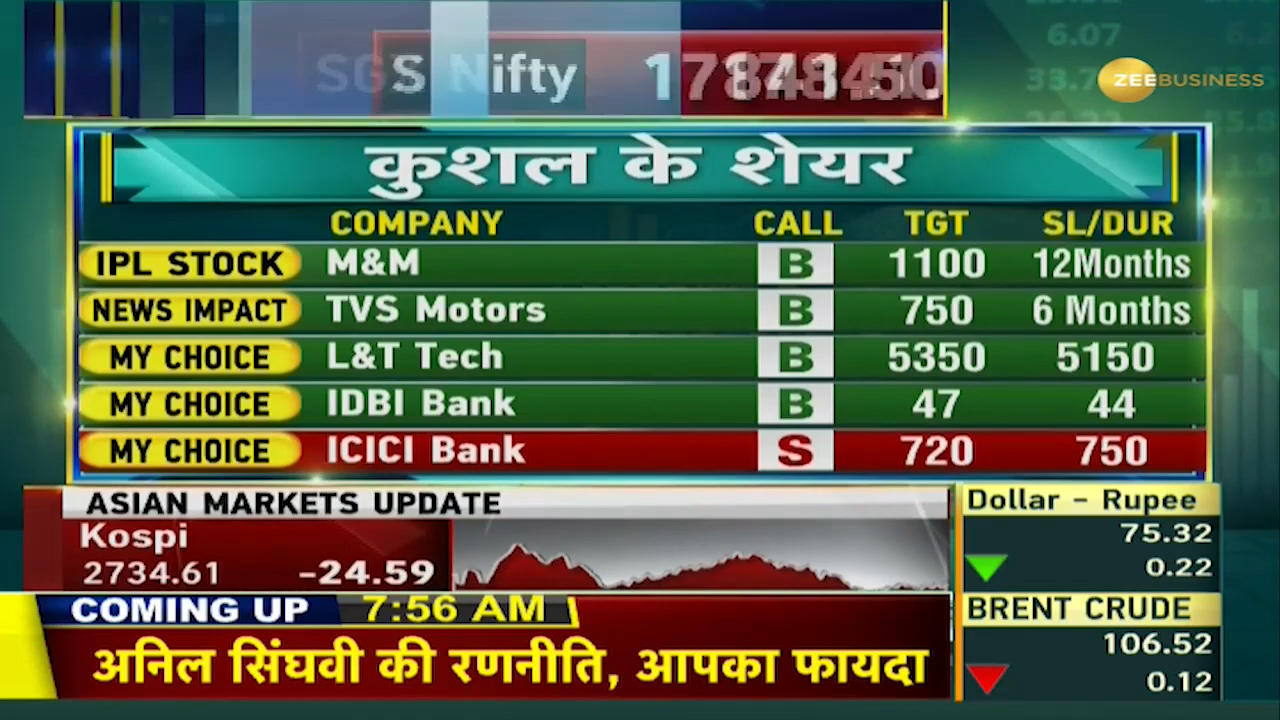 SGS Nifty
ZEEBUSINESS
कुशल के शेयर
COMPANY CALL TGT SL/DUR
IPL STOCK M&M B 1100 12Months
NEWS IMPACT TVS Motors B 750 6 Months
MY CHOICE L&T Tech B 5350 5150
MY CHOICE IDBI Bank B 47 44
MY CHOICE ICICI Bank S 720 750
ASIAN MARKETS UPDATE
Kospi
2734.61 -24.59
Dollar - Rupee
75.32
0.22
BRENT CRUDE
106.52
0.12
COMING UP 7:56 AM
अनिल सिंघवी की रणनीति, आपका फायदा